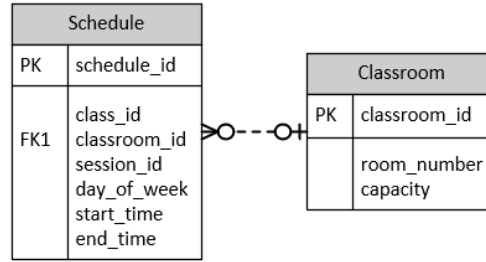 Schedule
PK schedule_id
class_id
FK1 classroom_id
session_id
day_of_week
start_time
end_time
Classroom
PK classroom_id
room_number
capacity